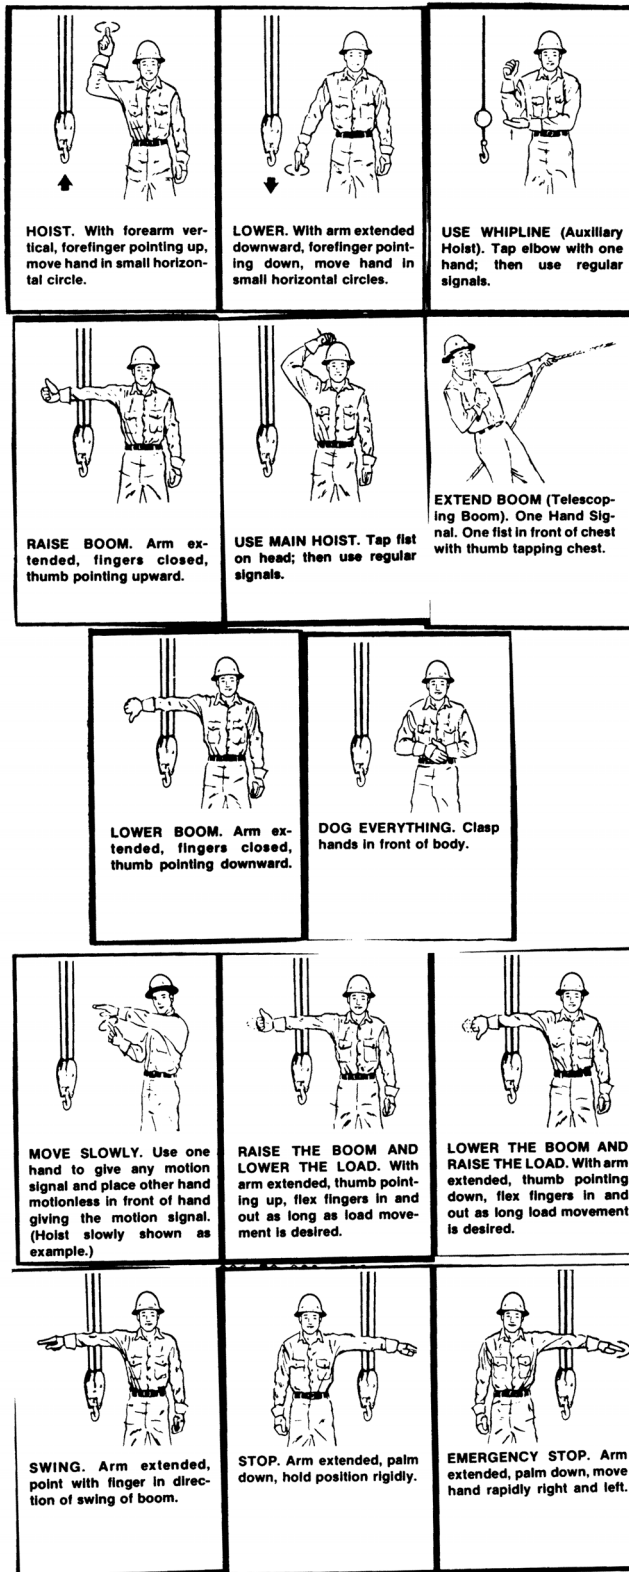 HOIST. With forearm ver-
tical, forefinger pointing up,
move hand in small horizon-
tal circle.
LOWER. With arm extended
downward, forefinger point-
ing down, move hand in
small horizontal circles.
USE WHIPLINE (Auxiliary
Hoist). Tap elbow with one
hand; then use regular
signals.
RAISE BOOM. Arm ex-
tended, fingers closed,
thumb pointing upward.
USE MAIN HOIST. Tap fist
on head; then use regular
signals.
EXTEND BOOM (Telescop-
ing Boom). One Hand Sig-
nal. One fist in front of chest
with thumb tapping chest.
LOWER BOOM. Arm ex-
tended, fingers closed,
thumb pointing downward.
DOG EVERYTHING. Clasp
hands in front of body.
MOVE SLOWLY. Use one
hand to give any motion
signal and place other hand
motionless in front of hand
giving the motion signal.
(Hoist slowly shown as
example.)
RAISE THE BOOM AND
LOWER THE LOAD. With
arm extended, thumb point-
ing up, flex fingers in and
out as long as load move-
ment is desired.
LOWER THE BOOM AND
RAISE THE LOAD. With arm
extended, thumb pointing
down, flex fingers in and
out as long load movement
is desired.
SWING. Arm extended,
point with finger in direc-
tion of swing of boom.
STOP. Arm extended, palm
down, hold position rigidly.
EMERGENCY STOP. Arm
extended, palm down, move
hand rapidly right and left.